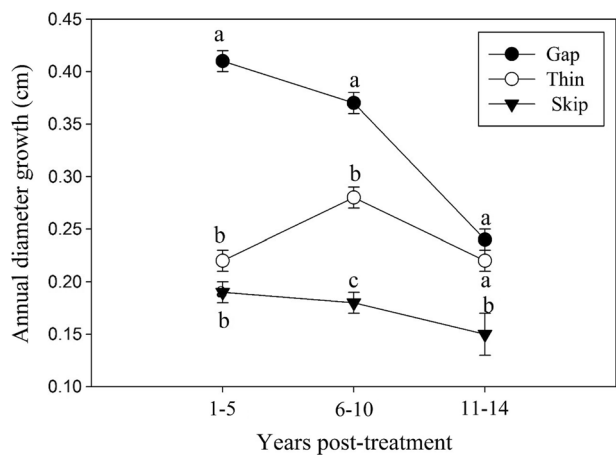 0.45
0.40
0.35
0.30
0.25
0.20
0.15
0.10
Annual diameter growth (cm)
a
a
a
b
b
a
b
c
b
Gap
Thin
Skip
1-5
6-10
11-14
Years post-treatment